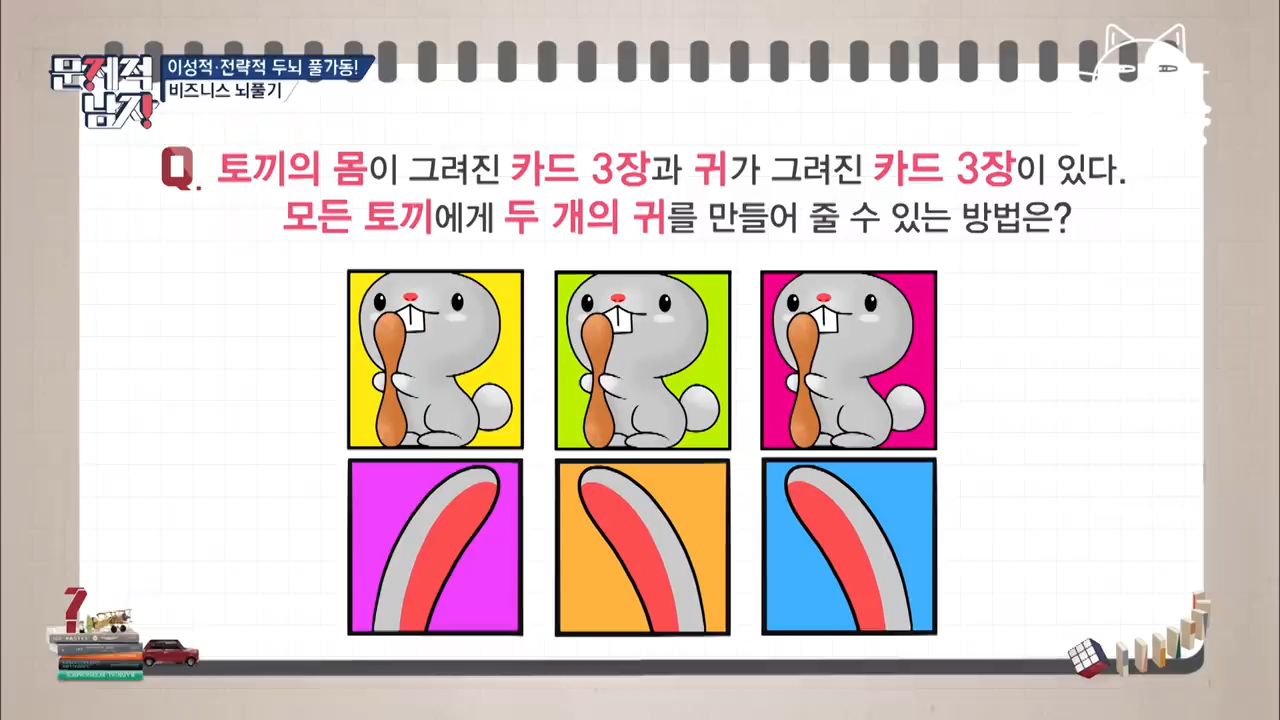 문제적
남자!
이성적·전략적 두뇌 풀가동!
비즈니스 뇌풀기
Q. 토끼의 몸이 그려진 카드 3장과 귀가 그려진 카드 3장이 있다.
모든 토끼에게 두 개의 귀를 만들어 줄 수 있는 방법은?
?